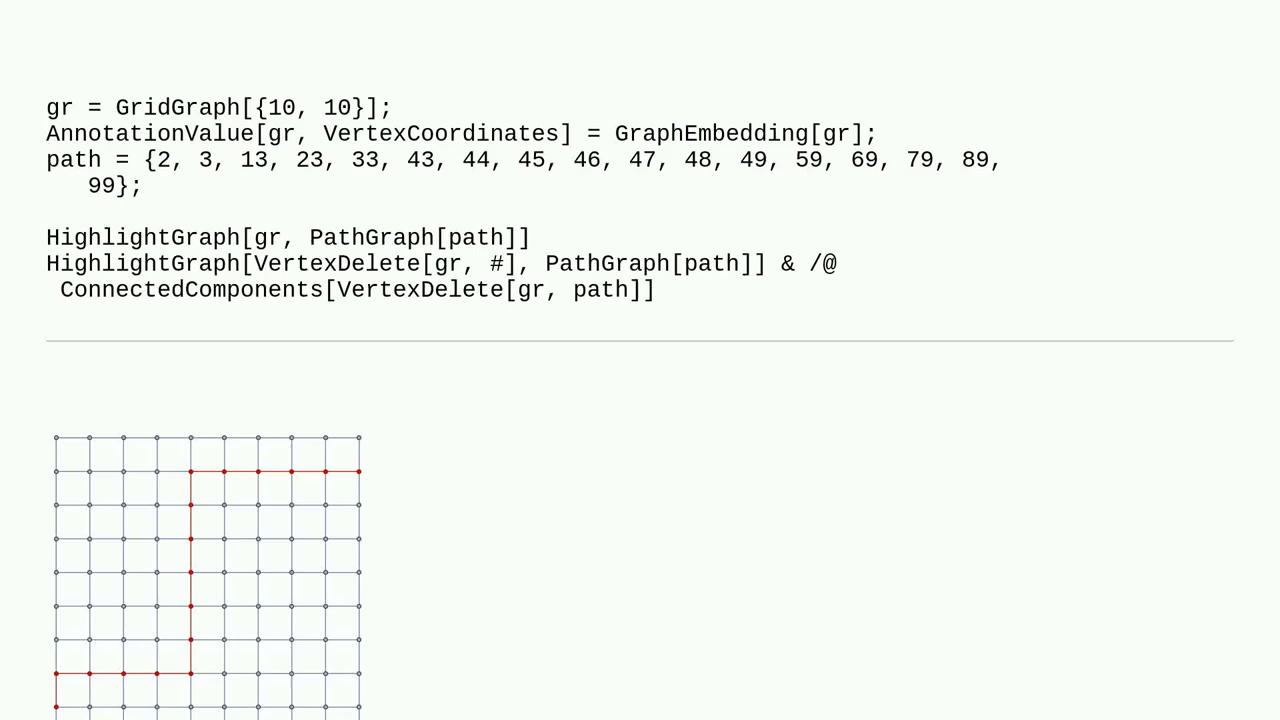 gr = GridGraph[{10, 10}];
AnnotationValue[gr, VertexCoordinates] = GraphEmbedding[gr];
path = {2, 3, 13, 23, 33, 43, 44, 45, 46, 47, 48, 49, 59, 69, 79, 89,
99};
HighlightGraph[gr, PathGraph[path]]
HighlightGraph[VertexDelete[gr, #], PathGraph[path]] & /@
ConnectedComponents[VertexDelete[gr, path]]